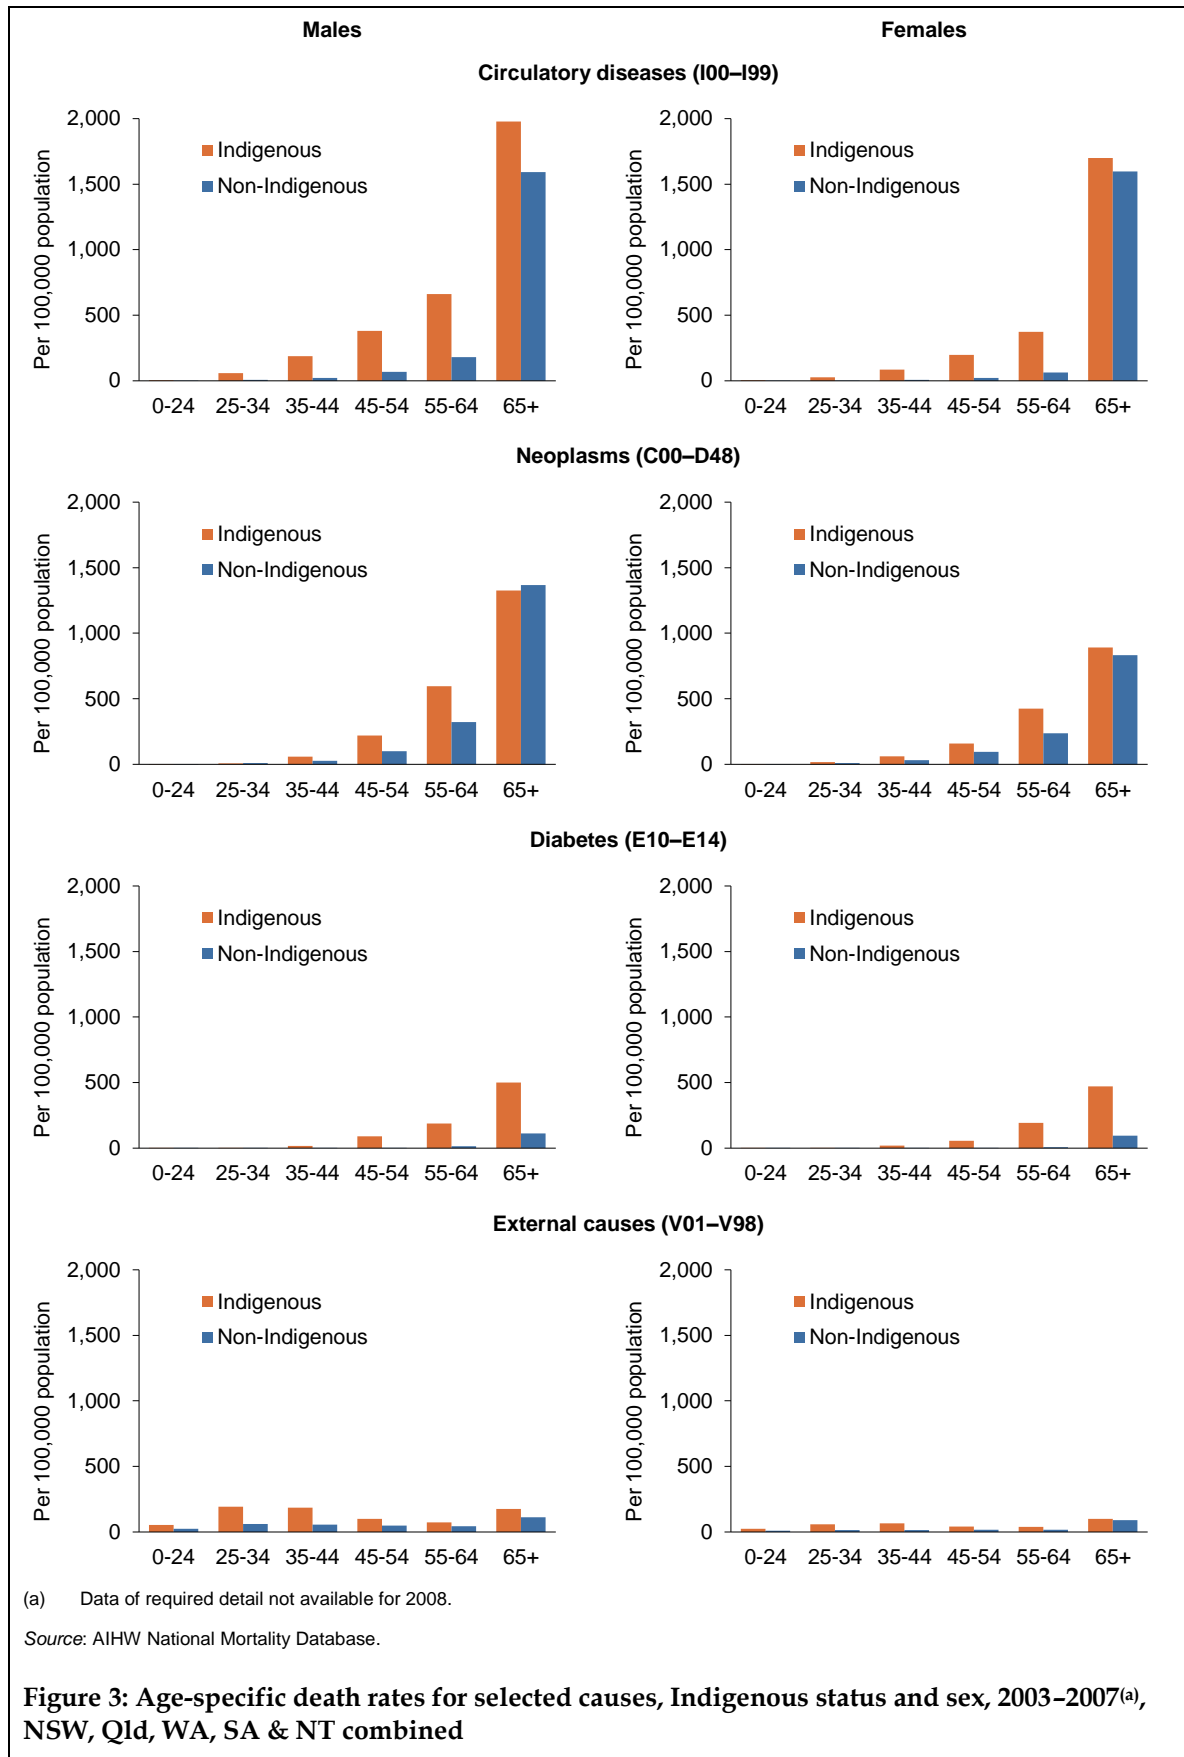 Males Females
Circulatory diseases (I00–I99)
Per 100,000 population
2,000
1,500
1,000
500
0
Indigenous
Non-Indigenous
0-24 25-34 35-44 45-54 55-64 65+
Per 100,000 population
2,000
1,500
1,000
500
0
Indigenous
Non-Indigenous
0-24 25-34 35-44 45-54 55-64 65+
Neoplasms (C00–D48)
Per 100,000 population
2,000
1,500
1,000
500
0
Indigenous
Non-Indigenous
0-24 25-34 35-44 45-54 55-64 65+
Per 100,000 population
2,000
1,500
1,000
500
0
Indigenous
Non-Indigenous
0-24 25-34 35-44 45-54 55-64 65+
Diabetes (E10–E14)
Per 100,000 population
2,000
1,500
1,000
500
0
Indigenous
Non-Indigenous
0-24 25-34 35-44 45-54 55-64 65+
Per 100,000 population
2,000
1,500
1,000
500
0
Indigenous
Non-Indigenous
0-24 25-34 35-44 45-54 55-64 65+
External causes (V01–V98)
Per 100,000 population
2,000
1,500
1,000
500
0
Indigenous
Non-Indigenous
0-24 25-34 35-44 45-54 55-64 65+
Per 100,000 population
2,000
1,500
1,000
500
0
Indigenous
Non-Indigenous
0-24 25-34 35-44 45-54 55-64 65+
(a) Data of required detail not available for 2008.
Source: AIHW National Mortality Database.
Figure 3: Age-specific death rates for selected causes, Indigenous status and sex, 2003–2007(a),
NSW, Qld, WA, SA & NT combined